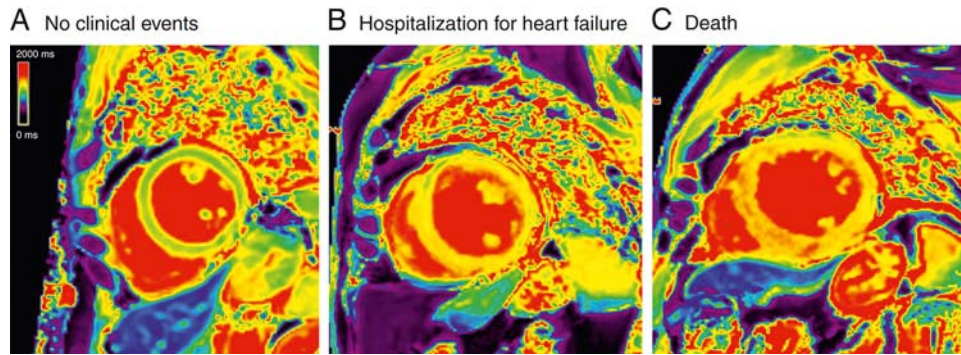 A No clinical events
B Hospitalization for heart failure
C Death
2000 ms
0 ms